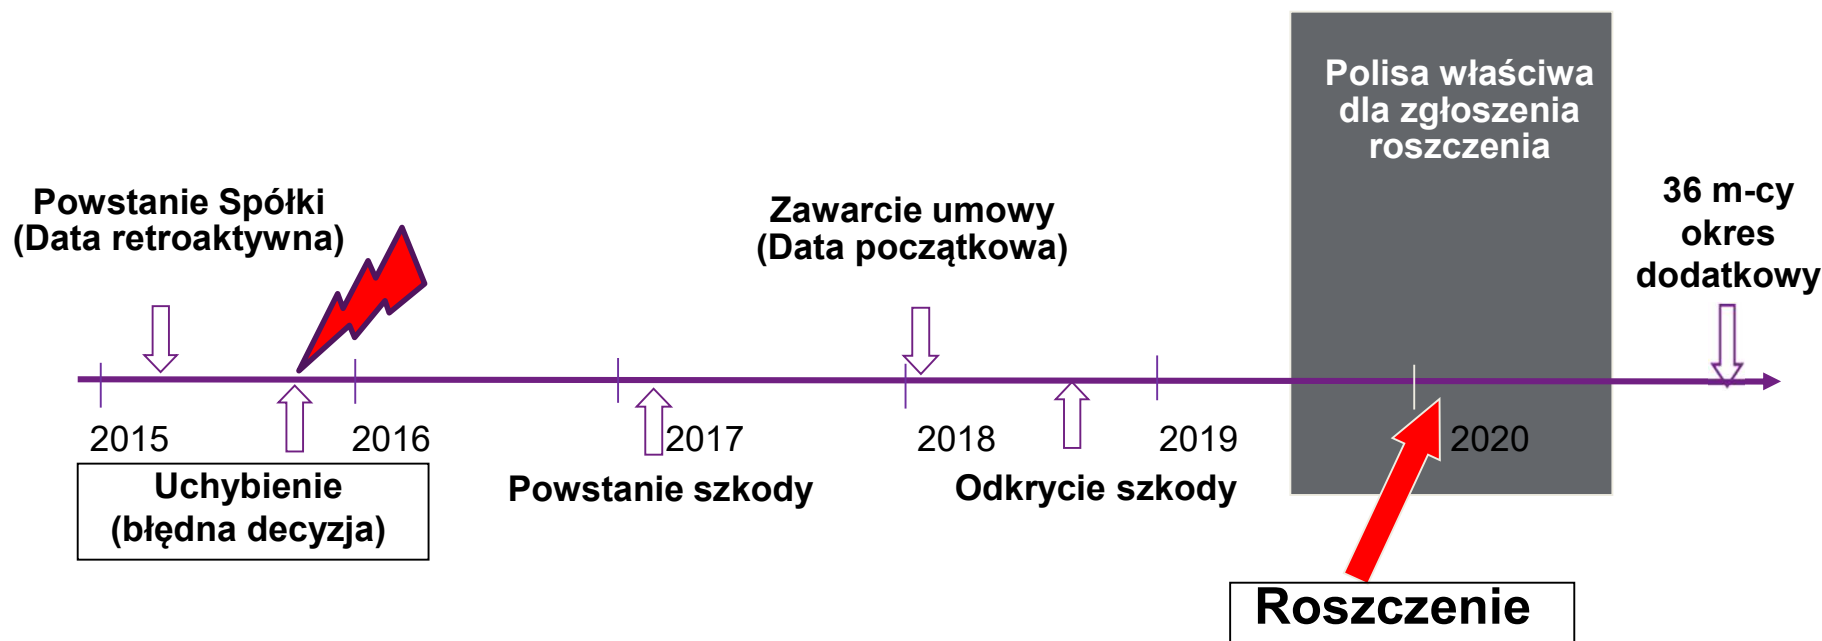 Polisa właściwa
dla zgłoszenia
roszczenia
Powstanie Spółki
(Data retroaktywna)
Zawarcie umowy
(Data początkowa)
36 m-cy
okres
dodatkowy
2015
2016
2017
2018
2019
2020
Uchybienie
(błędna decyzja)
Powstanie szkody
Odkrycie szkody
Roszczenie